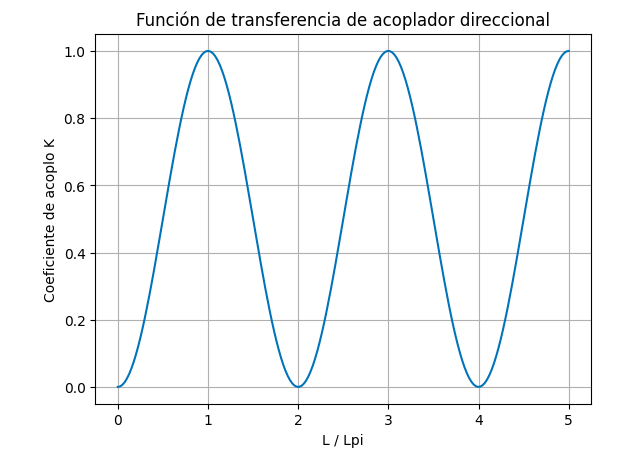 Función de transferencia de acoplador direccional
Coeficiente de acoplo K
1.0
0.8
0.6
0.4
0.2
0.0
0 1 2 3 4 5
L / Lpi